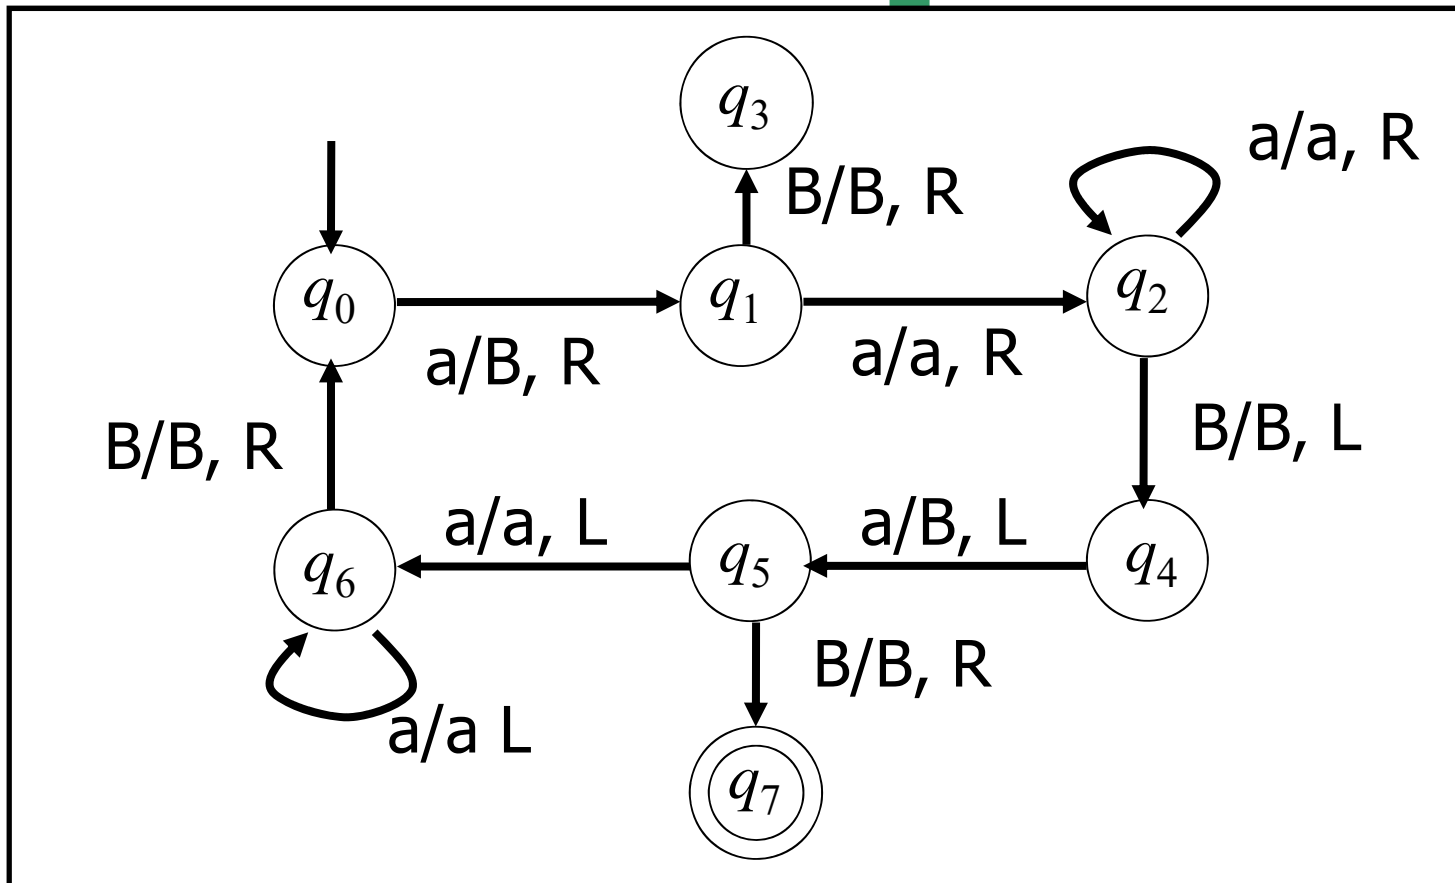 q3
a/a, R
B/B, R
q0
q1
q2
a/B, R
a/a, R
B/B, R
B/B, L
a/a, L
a/B, L
q6
q5
q4
B/B, R
a/a L
q7